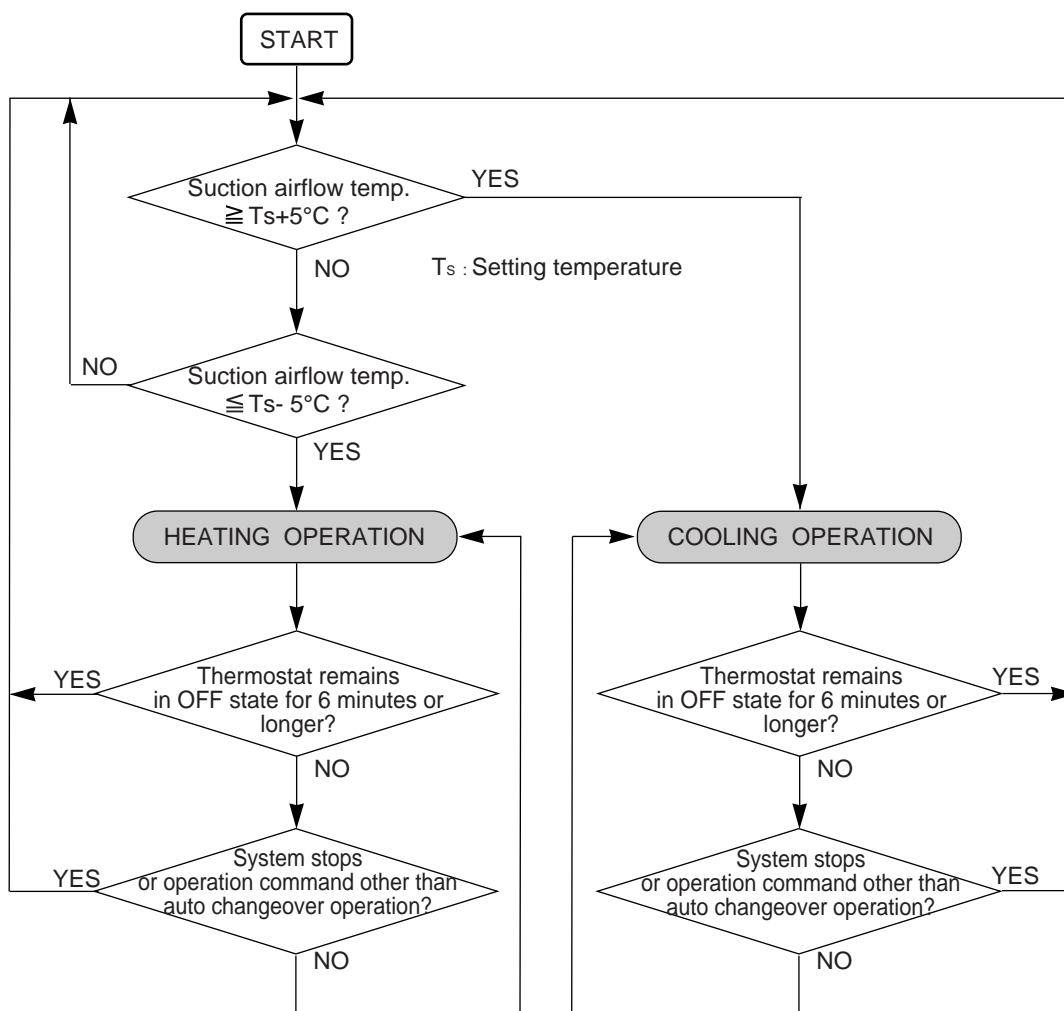 START
Suction airflow temp.
≧ Ts+5°C ?
YES
NO
Ts : Setting temperature
NO
Suction airflow temp.
≦ Ts- 5°C ?
YES
HEATING OPERATION
COOLING OPERATION
YES
Thermostat remains
in OFF state for 6 minutes or
longer?
NO
Thermostat remains
in OFF state for 6 minutes or
longer?
YES
NO
YES
System stops
or operation command other than
auto changeover operation?
NO
System stops
or operation command other than
auto changeover operation?
YES
NO